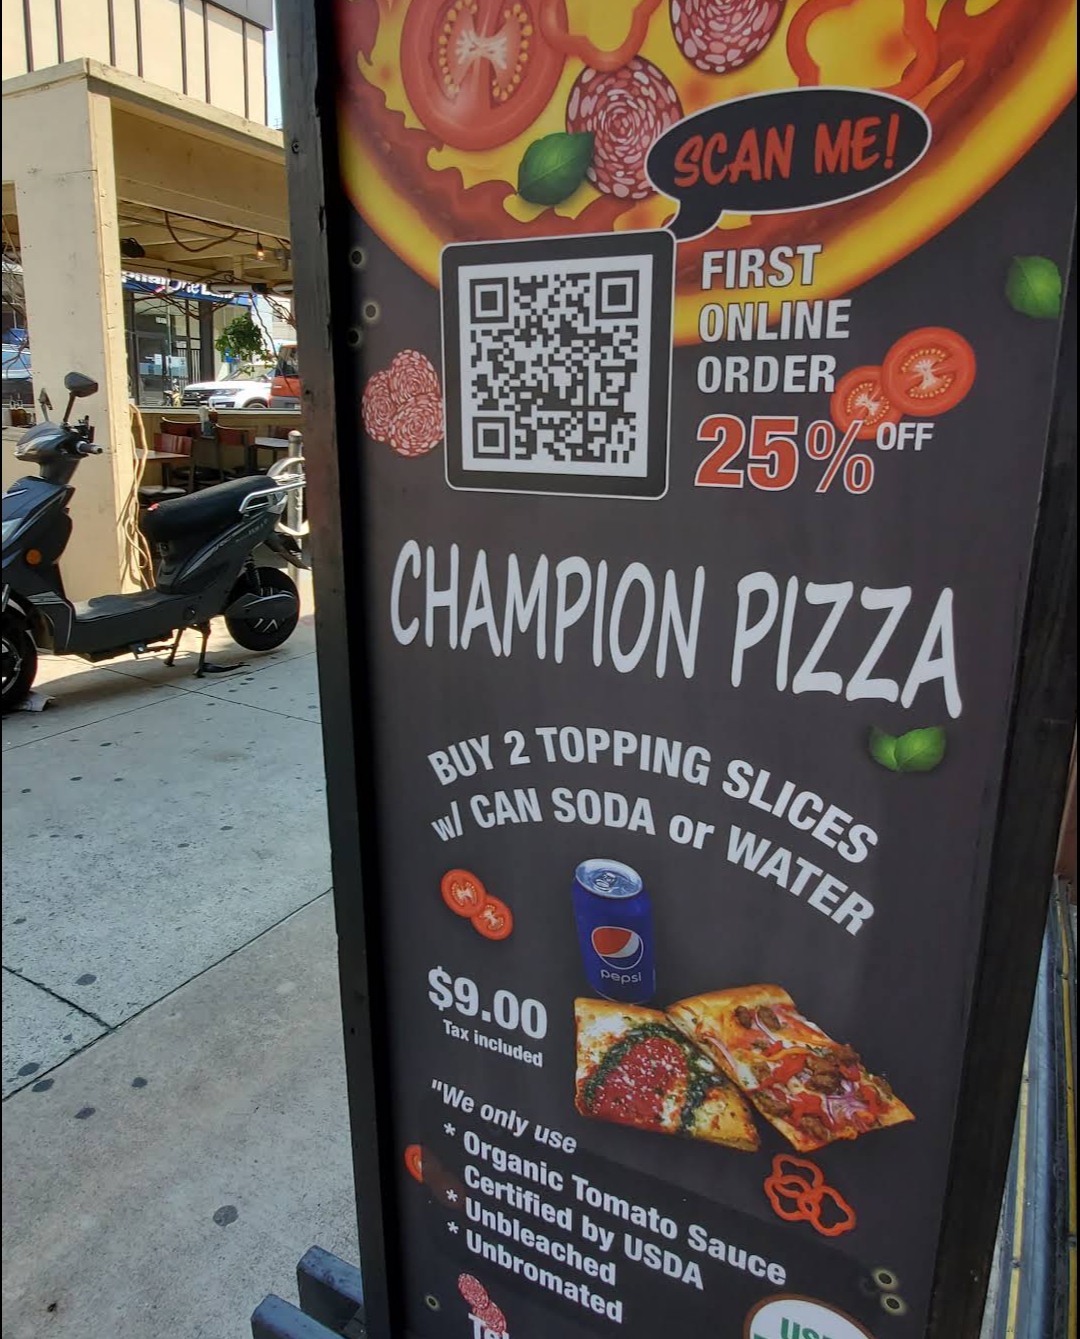 SCAN ME!
FIRST
ONLINE
ORDER
25% OFF
CHAMPION PIZZA
BUY 2 TOPPING SLICES
w/ CAN SODA or WATER
pepsi
$9.00
Tax included
"We only use
* Organic Tomato Sauce
Certified by USDA
* Unbleached
* Unbromated